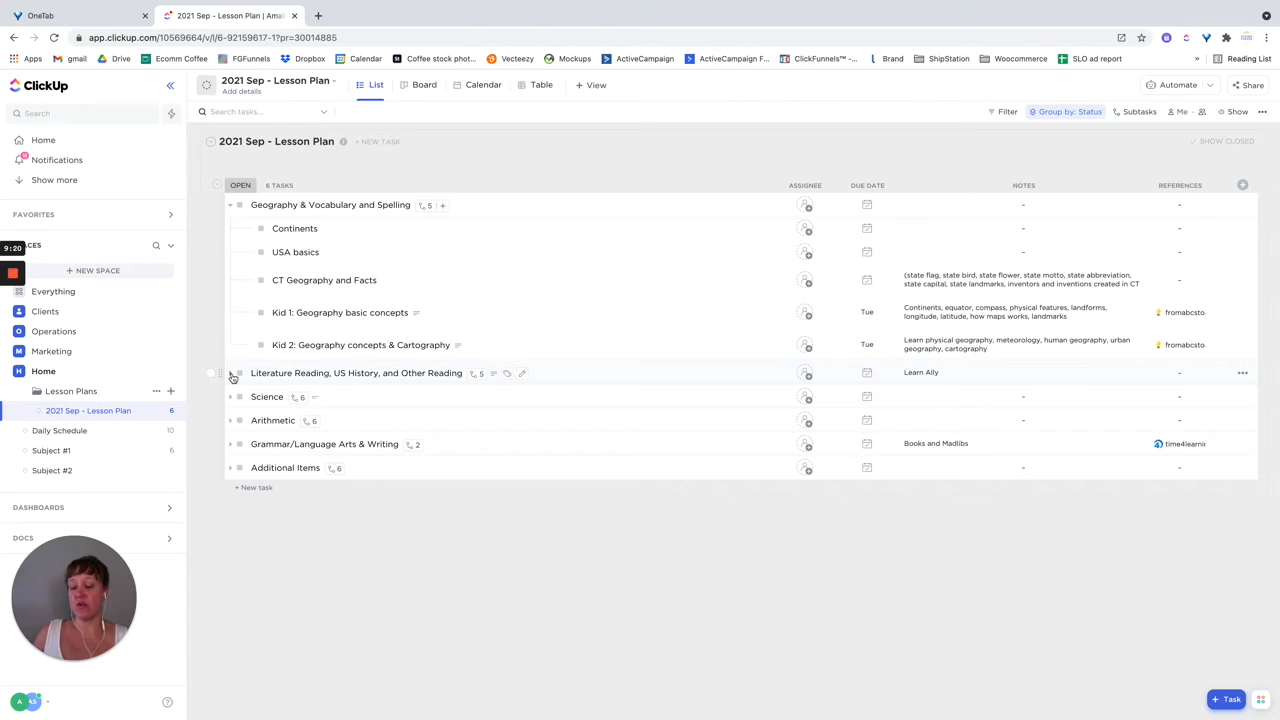 OneTab
2021 Sep - Lesson Plan | Amal
app.clickup.com/10569664/v/l/6-92159617-1?pr=30014885
Apps gmail Drive Ecomm Coffee FGFunnels Dropbox Calendar Coffee stock phot... Vecteezy Mockups ActiveCampaign ActiveCampaign F... ClickFunnels™ -... Brand ShipStation Woocommerce SLO ad report » Reading List
ClickUp
2021 Sep - Lesson Plan
Add details
List Board Calendar Table + View
Automate Share
Search
Search tasks...
Filter Group by: Status Subtasks Me Show
Home
Notifications
Show more
FAVORITES
9:20
CES
+ NEW SPACE
Everything
Clients
Operations
Marketing
Home
Lesson Plans
2021 Sep - Lesson Plan 6
Daily Schedule 10
Subject #1 6
Subject #2
DASHBOARDS
DOCS
A AS
2021 Sep - Lesson Plan + NEW TASK SHOW CLOSED
OPEN 6 TASKS ASSIGNEE DUE DATE NOTES REFERENCES
Geography & Vocabulary and Spelling 5 + - -
Continents - -
USA basics - -
CT Geography and Facts (state flag, state bird, state flower, state motto, state abbreviation, -
state capital, state landmarks, inventors and inventions created in CT
Kid 1: Geography basic concepts Tue Continents, equator, compass, physical features, landforms, fromabcsto
longitude, latitude, how maps works, landmarks
Kid 2: Geography concepts & Cartography Tue Learn physical geography, meteorology, human geography, urban fromabcsto
geography, cartography
Literature Reading, US History, and Other Reading 5 Learn Ally -
Science 6 - -
Arithmetic 6 - -
Grammar/Language Arts & Writing 2 Books and Madlibs time4learnin
Additional Items 6 - -
+ New task
+ Task